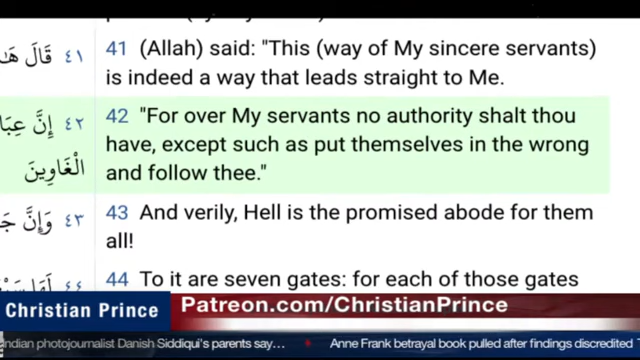 41 (Allah) said: "This (way of My sincere servants)
is indeed a way that leads straight to Me.
٤١ قَالَ
42 "For over My servants no authority shalt thou
have, except such as put themselves in the wrong
and follow thee."
٤٢ إِنَّ
الْغَاوِينَ
43 And verily, Hell is the promised abode for them
all!
٤٣ وَإِنَّ
44 To it are seven gates: for each of those gates
٤٤
Christian Prince
Patreon.com/ChristianPrince
ndian photojournalist Danish Siddiqui's parents say… Anne Frank betrayal book pulled after findings discredited